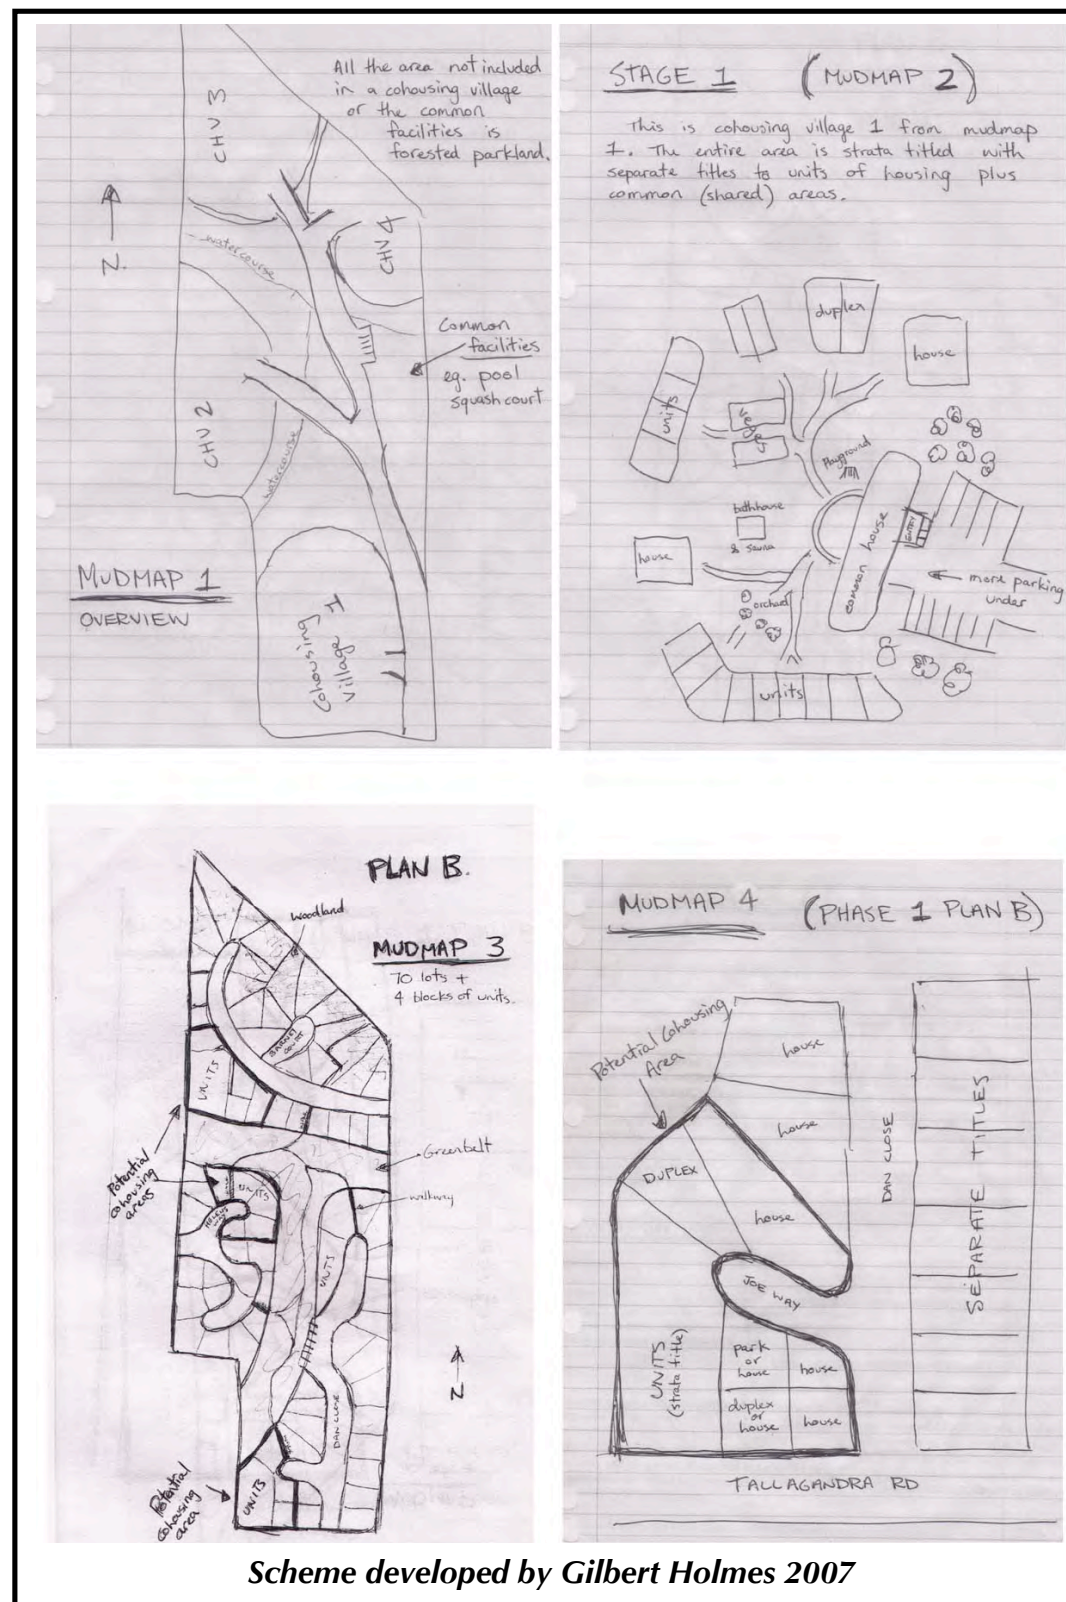 All the area not included
in a cohousing village
or the common
facilities is
forested parkland.
CHV 3
N.
watercourse
CHV 4
Common
facilities
eg. pool
squash court
CHV 2
watercourse
MUDMAP 1
OVERVIEW
Cohousing
Village 1
STAGE 1 (MUDMAP 2)
This is cohousing village 1 from mudmap
1. The entire area is strata titled with
separate titles to units of housing plus
common (shared) areas.
duplex
house
units
veges
Playground
bathhouse
& sauna
common house
ENTRY
house
more parking
under
orchard
units
PLAN B.
woodland
MUDMAP 3
70 lots +
4 blocks of units.
BARNEY
COURT
UNITS
Greenbelt
Potential
cohousing
areas
UNITS
walkway
UNITS
N
DAN CLOSE
Potential
cohousing
area
UNITS
MUDMAP 4 (PHASE 1 PLAN B)
Potential Cohousing
Area
house
house
DUPLEX
house
DAN CLOSE
SEPARATE TITLES
JOE WAY
UNITS
(strata title)
park
or
house
house
duplex
or
house
house
TALLAGANDRA RD
Scheme developed by Gilbert Holmes 2007